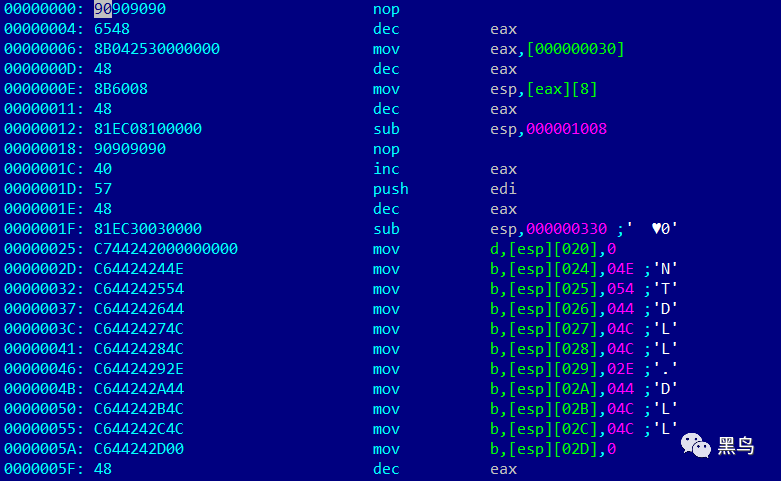 00000000: 90909090 nop
00000004: 6548 dec eax
00000006: 8B042530000000 mov eax,[000000030]
0000000D: 48 dec eax
0000000E: 8B6008 mov esp,[eax][8]
00000011: 48 dec eax
00000012: 81EC08100000 sub esp,000001008
00000018: 90909090 nop
0000001C: 40 inc eax
0000001D: 57 push edi
0000001E: 48 dec eax
0000001F: 81EC30030000 sub esp,000000330 ;'  ♥0'
00000025: C744242000000000 mov d,[esp][020],0
0000002D: C64424244E mov b,[esp][024],04E ;'N'
00000032: C644242554 mov b,[esp][025],054 ;'T'
00000037: C644242644 mov b,[esp][026],044 ;'D'
0000003C: C64424274C mov b,[esp][027],04C ;'L'
00000041: C64424284C mov b,[esp][028],04C ;'L'
00000046: C64424292E mov b,[esp][029],02E ;'.'
0000004B: C644242A44 mov b,[esp][02A],044 ;'D'
00000050: C644242B4C mov b,[esp][02B],04C ;'L'
00000055: C644242C4C mov b,[esp][02C],04C ;'L'
0000005A: C644242D00 mov b,[esp][02D],0
0000005F: 48 dec eax
黑鸟